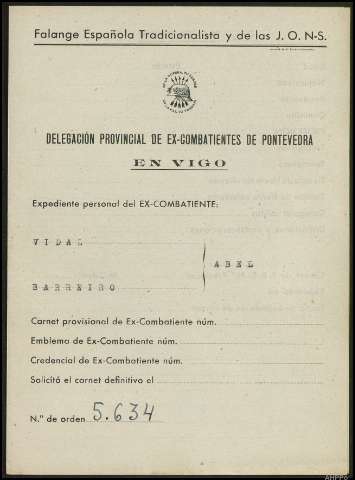 Falange Española Tradicionalista y de las J. O. N-S.
DELEGACIÓN PROVINCIAL DE EX-COMBATIENTES DE PONTEVEDRA
EN VIGO
Expediente personal del EX-COMBATIENTE:
VIDAL
ABEL
BARREIRO
Carnet provisional de Ex-Combatiente núm.
Emblema de Ex-Combatiente núm.
Credencial de Ex-Combatiente núm.
Solicitó el carnet definitivo el
N.º de orden 5.634
AHPPo